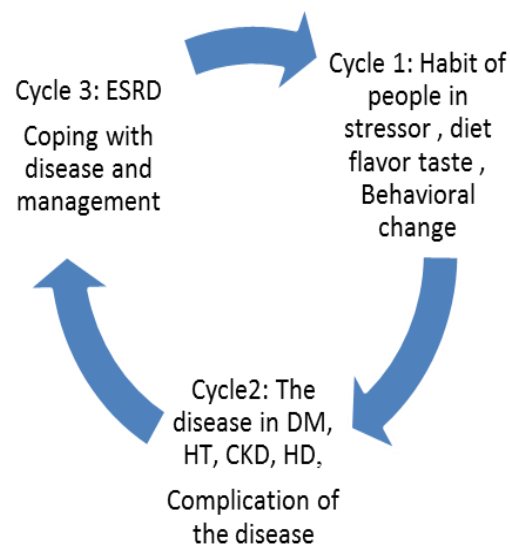 Cycle 1: Habit of
people in
stressor , diet
flavor taste ,
Behavioral
change
Cycle2: The
disease in DM,
HT, CKD, HD,
Complication of
the disease
Cycle 3: ESRD
Coping with
disease and
management